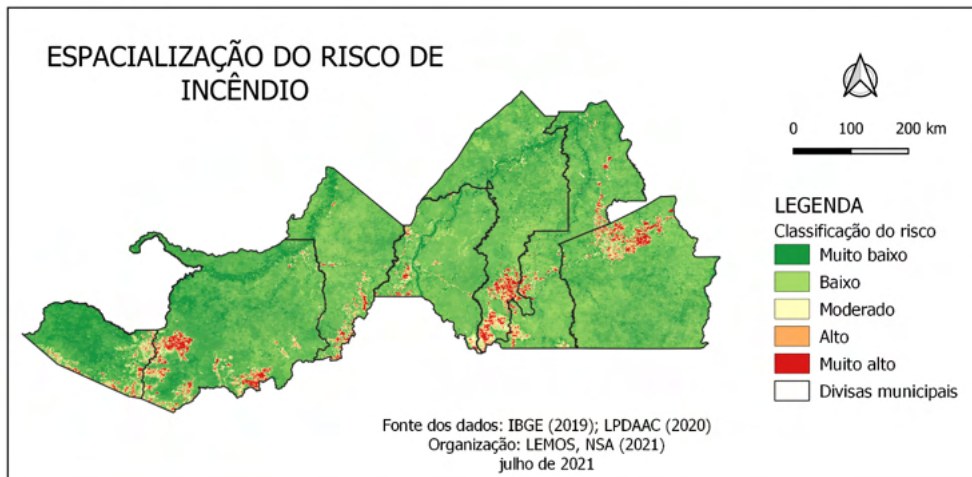 ESPACIALIZAÇÃO DO RISCO DE
INCÊNDIO
0 100 200 km
LEGENDA
Classificação do risco
Muito baixo
Baixo
Moderado
Alto
Muito alto
Divisas municipais
Fonte dos dados: IBGE (2019); LPDAAC (2020)
Organização: LEMOS, NSA (2021)
julho de 2021